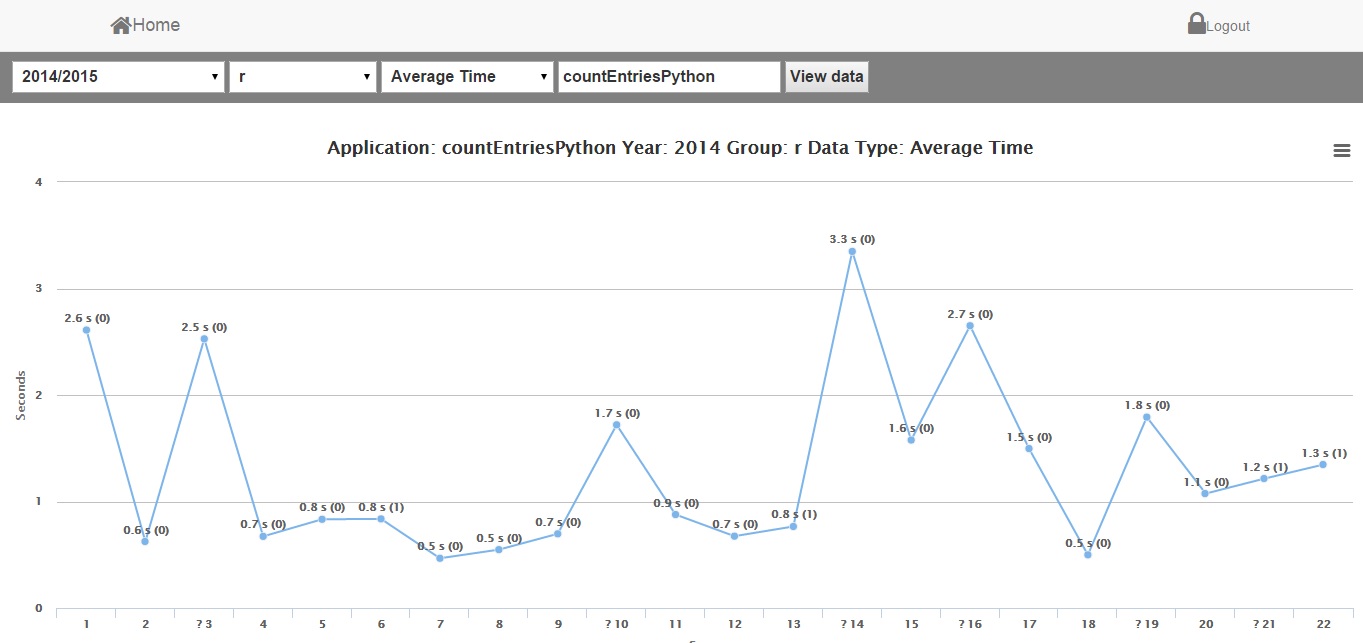 Home
Logout
2014/2015
r
Average Time
countEntriesPython
View data
Application: countEntriesPython Year: 2014 Group: r Data Type: Average Time
4
3
2
1
0
Seconds
2.6 s (0)
0.6 s (0)
2.5 s (0)
0.7 s (0)
0.8 s (0)
0.8 s (1)
0.5 s (0)
0.5 s (0)
0.7 s (0)
1.7 s (0)
0.9 s (0)
0.7 s (0)
0.8 s (1)
3.3 s (0)
1.6 s (0)
2.7 s (0)
1.5 s (0)
0.5 s (0)
1.8 s (0)
1.1 s (0)
1.2 s (1)
1.3 s (1)
1 2 ? 3 4 5 6 7 8 9 ? 10 11 12 13 ? 14 15 ? 16 17 18 ? 19 20 ? 21 22